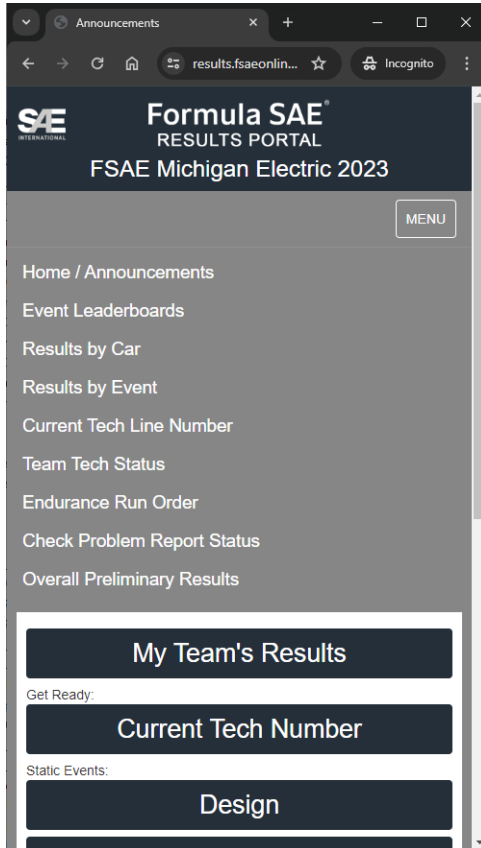 Announcements
results.fsaeonlin...
Incognito
SAE
INTERNATIONAL
Formula SAE®
RESULTS PORTAL
FSAE Michigan Electric 2023
MENU
Home / Announcements
Event Leaderboards
Results by Car
Results by Event
Current Tech Line Number
Team Tech Status
Endurance Run Order
Check Problem Report Status
Overall Preliminary Results
My Team's Results
Get Ready:
Current Tech Number
Static Events:
Design